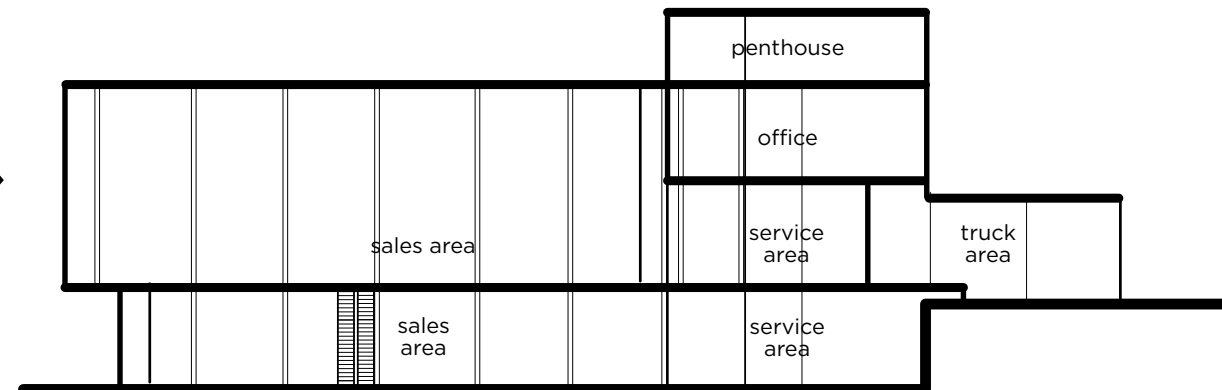 penthouse
office
sales area
service
area
truck
area
sales
area
service
area